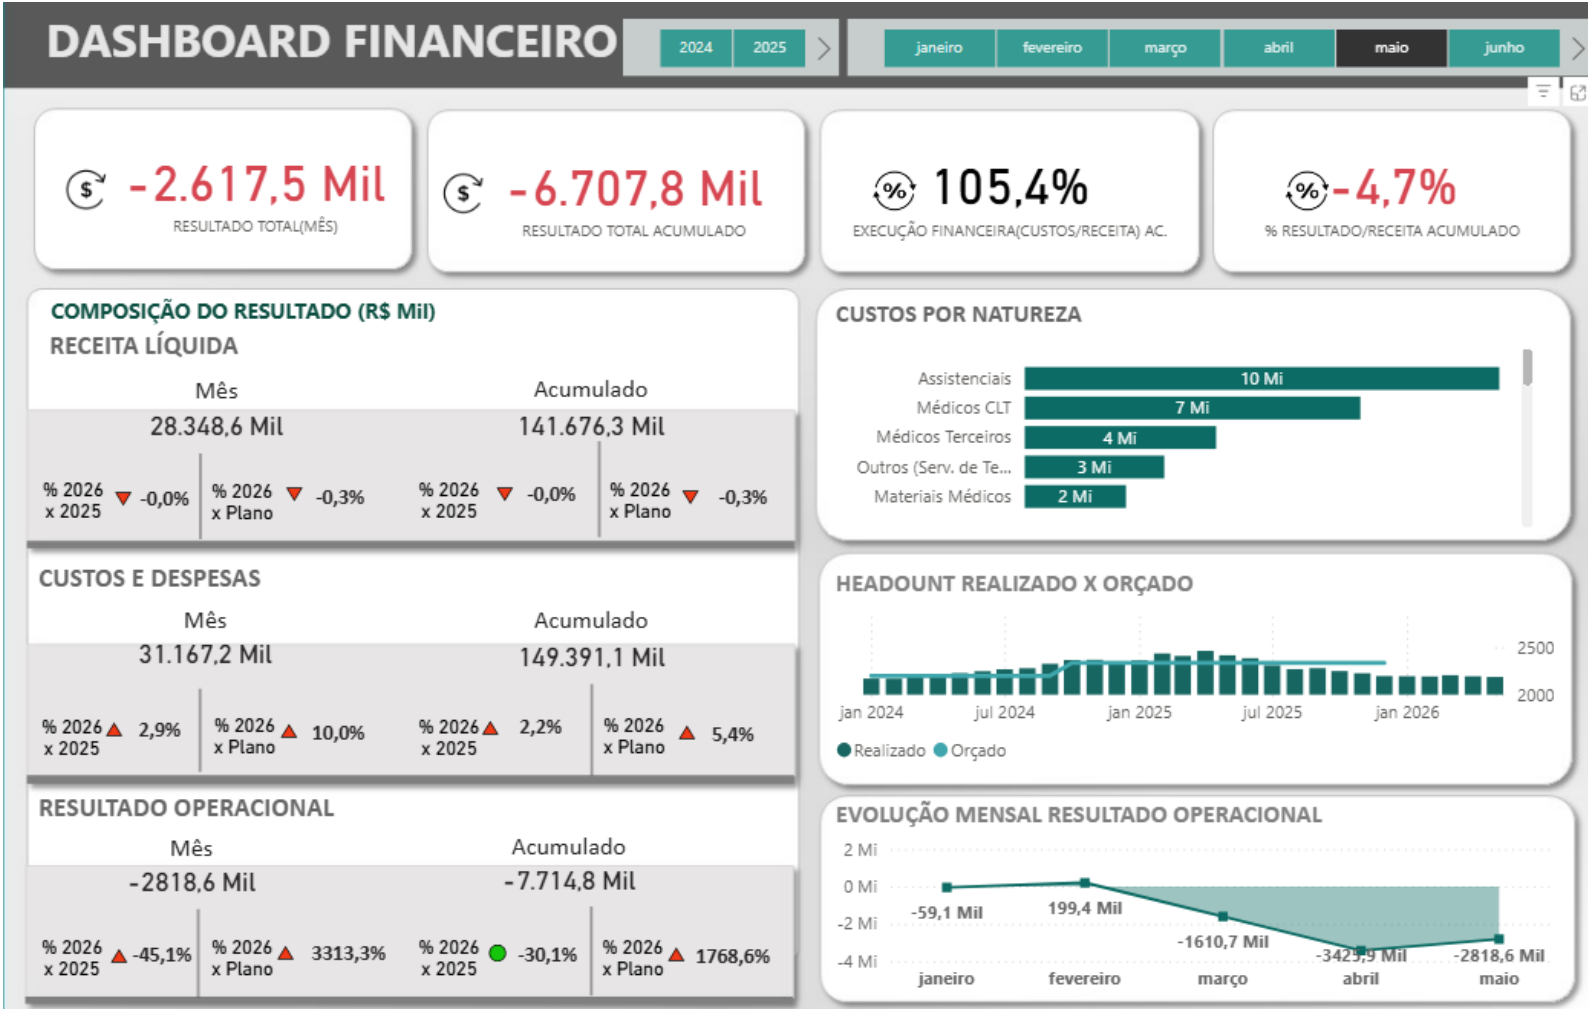 DASHBOARD FINANCEIRO
2024
2025
janeiro
fevereiro
março
abril
maio
junho
-2.617,5 Mil
RESULTADO TOTAL(MÊS)
-6.707,8 Mil
RESULTADO TOTAL ACUMULADO
105,4%
EXECUÇÃO FINANCEIRA(CUSTOS/RECEITA) AC.
-4,7%
% RESULTADO/RECEITA ACUMULADO
COMPOSIÇÃO DO RESULTADO (R$ Mil)
RECEITA LÍQUIDA
Mês
Acumulado
28.348,6 Mil
141.676,3 Mil
% 2026
x 2025
-0,0%
% 2026
x Plano
-0,3%
% 2026
x 2025
-0,0%
% 2026
x Plano
-0,3%
CUSTOS E DESPESAS
Mês
Acumulado
31.167,2 Mil
149.391,1 Mil
% 2026
x 2025
2,9%
% 2026
x Plano
10,0%
% 2026
x 2025
2,2%
% 2026
x Plano
5,4%
RESULTADO OPERACIONAL
Mês
Acumulado
-2818,6 Mil
-7.714,8 Mil
% 2026
x 2025
-45,1%
% 2026
x Plano
3313,3%
% 2026
x 2025
-30,1%
% 2026
x Plano
1768,6%
CUSTOS POR NATUREZA
Assistenciais
10 Mi
Médicos CLT
7 Mi
Médicos Terceiros
4 Mi
Outros (Serv. de Te...
3 Mi
Materiais Médicos
2 Mi
HEADOUNT REALIZADO X ORÇADO
2500
2000
jan 2024
jul 2024
jan 2025
jul 2025
jan 2026
Realizado
Orçado
EVOLUÇÃO MENSAL RESULTADO OPERACIONAL
2 Mi
0 Mi
-2 Mi
-4 Mi
-59,1 Mil
199,4 Mil
-1610,7 Mil
-3425,9 Mil
-2818,6 Mil
janeiro
fevereiro
março
abril
maio